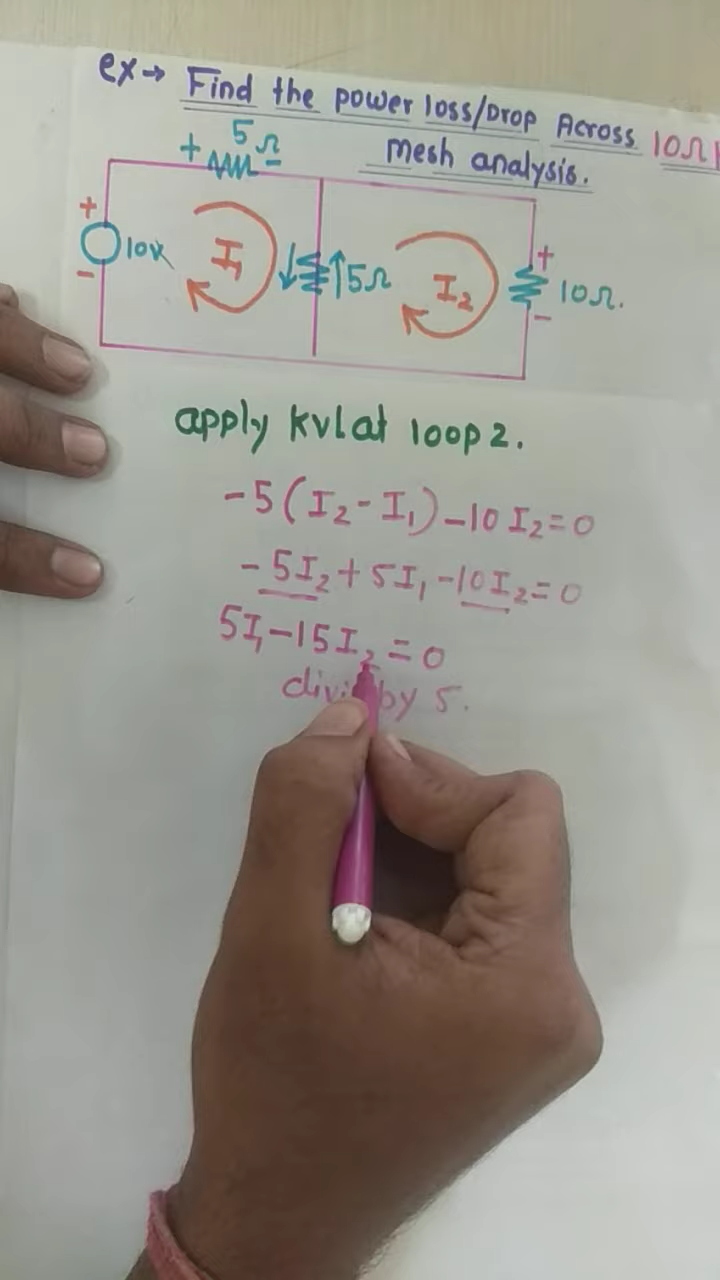 ex→ Find the power loss/Drop Across 10Ω
mesh analysis.
+ 5Ω -
+
10V
-
I₁
5Ω
I₂
+
10Ω.
-
apply kvl at loop 2.
-5(I₂-I₁)-10I₂=0
-5I₂+5I₁-10I₂=0
5I₁-15I₂=0
by 5.